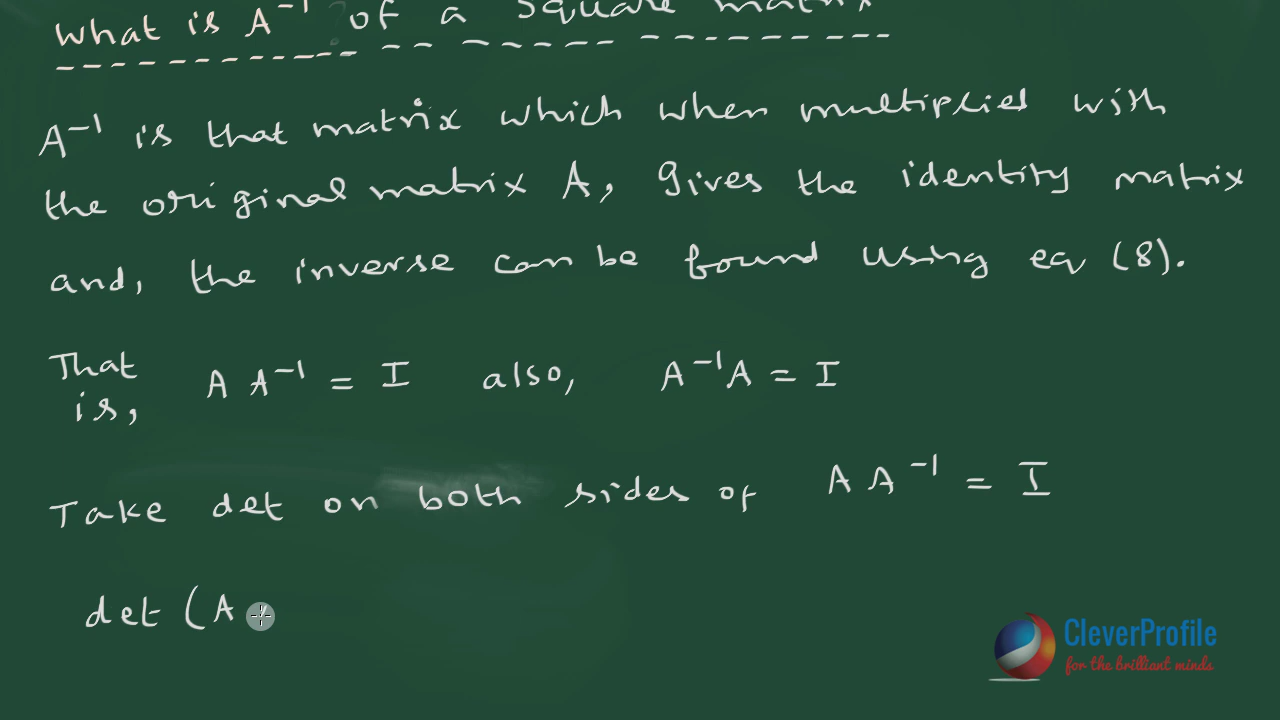 What is A⁻¹ of a square matrix
A⁻¹ is that matrix which when multiplied with
the original matrix A, gives the identity matrix
and, the inverse can be found using eq (8).
That is, A A⁻¹ = I also, A⁻¹A = I
Take det on both sides of A A⁻¹ = I
det (A
CleverProfile
for the brilliant minds